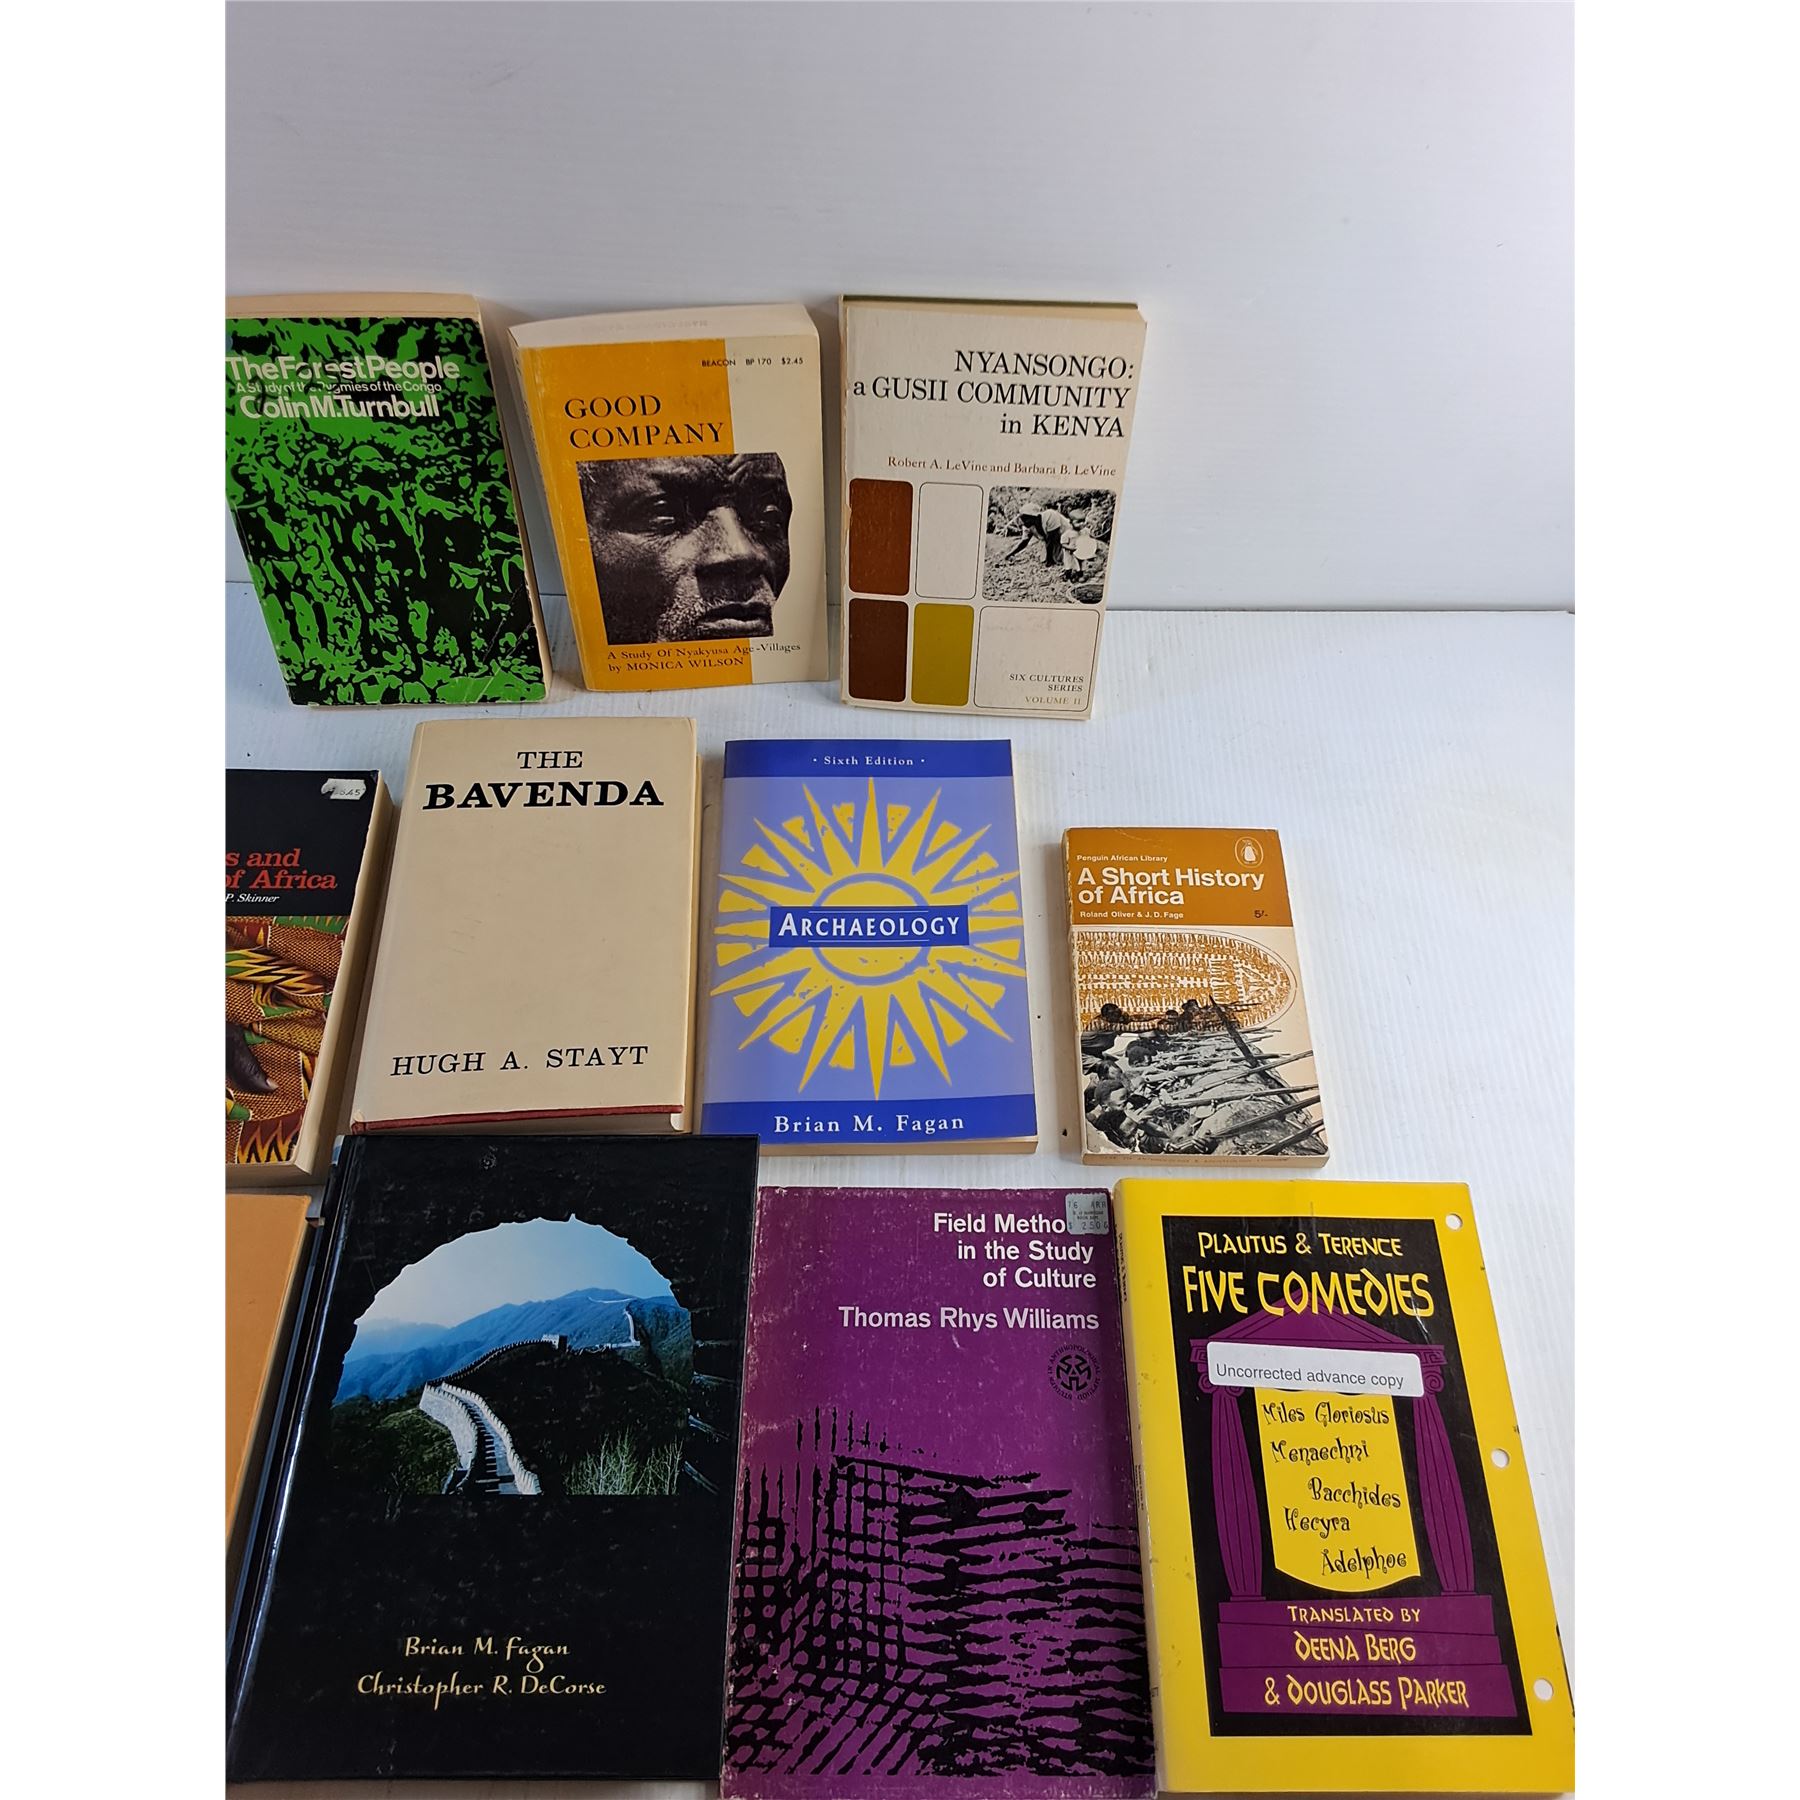 The Forest People
A Study of the Pygmies of the Congo
Colin M. Turnbull
BEACON BP 170 $2.45
GOOD
COMPANY
A Study Of Nyakyusa Age-Villages
by MONICA WILSON
NYANSONGO:
a GUSII COMMUNITY
in KENYA
Robert A. LeVine and Barbara B. LeVine
SIX CULTURES
SERIES
VOLUME II
s and
of Africa
P. Skinner
THE
BAVENDA
HUGH A. STAYT
· Sixth Edition ·
ARCHAEOLOGY
Brian M. Fagan
Penguin African Library
A Short History
of Africa
Roland Oliver & J. D. Fage
5/-
Brian M. Fagan
Christopher R. DeCorse
Field Metho
in the Study
of Culture
Thomas Rhys Williams
PLAUTUS & TERENCE
FIVE COMEDIES
Uncorrected advance copy
Miles Gloriosus
Menaechmi
Bacchides
Hecyra
Adelphoe
TRANSLATED BY
DEENA BERG
& DOUGLASS PARKER